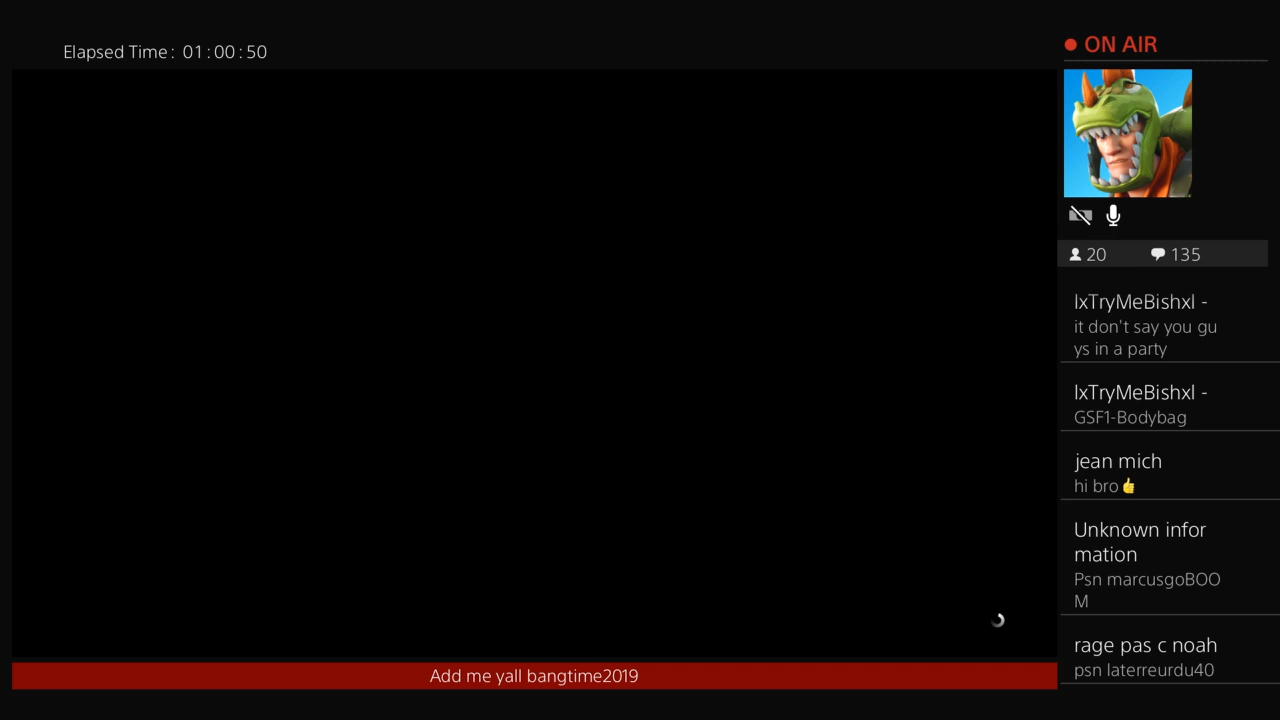 Elapsed Time: 01:00:50
ON AIR
20 135
lxTryMeBishxl -
it don't say you gu
ys in a party
lxTryMeBishxl -
GSF1-Bodybag
jean mich
hi bro👍
Unknown infor
mation
Psn marcusgoBOO
M
rage pas c noah
psn laterreurdu40
Add me yall bangtime2019